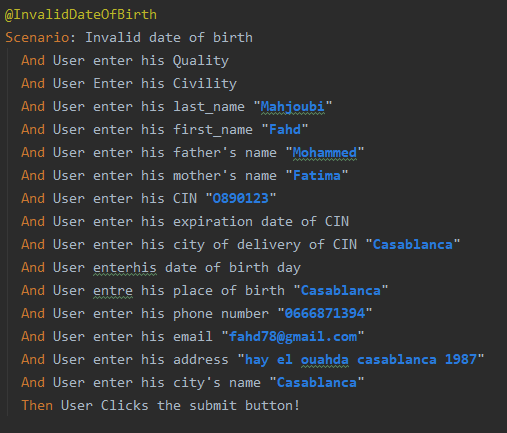 @InvalidDateOfBirth
Scenario: Invalid date of birth
And User enter his Quality
And User Enter his Civility
And User enter his last_name "Mahjoubi"
And User enter his first_name "Fahd"
And User enter his father's name "Mohammed"
And User enter his mother's name "Fatima"
And User enter his CIN "O890123"
And User enter his expiration date of CIN
And User enter his city of delivery of CIN "Casablanca"
And User enterhis date of birth day
And User entre his place of birth "Casablanca"
And User enter his phone number "0666871394"
And User enter his email "fahd78@gmail.com"
And User enter his address "hay el ouahda casablanca 1987"
And User enter his city's name "Casablanca"
Then User Clicks the submit button!